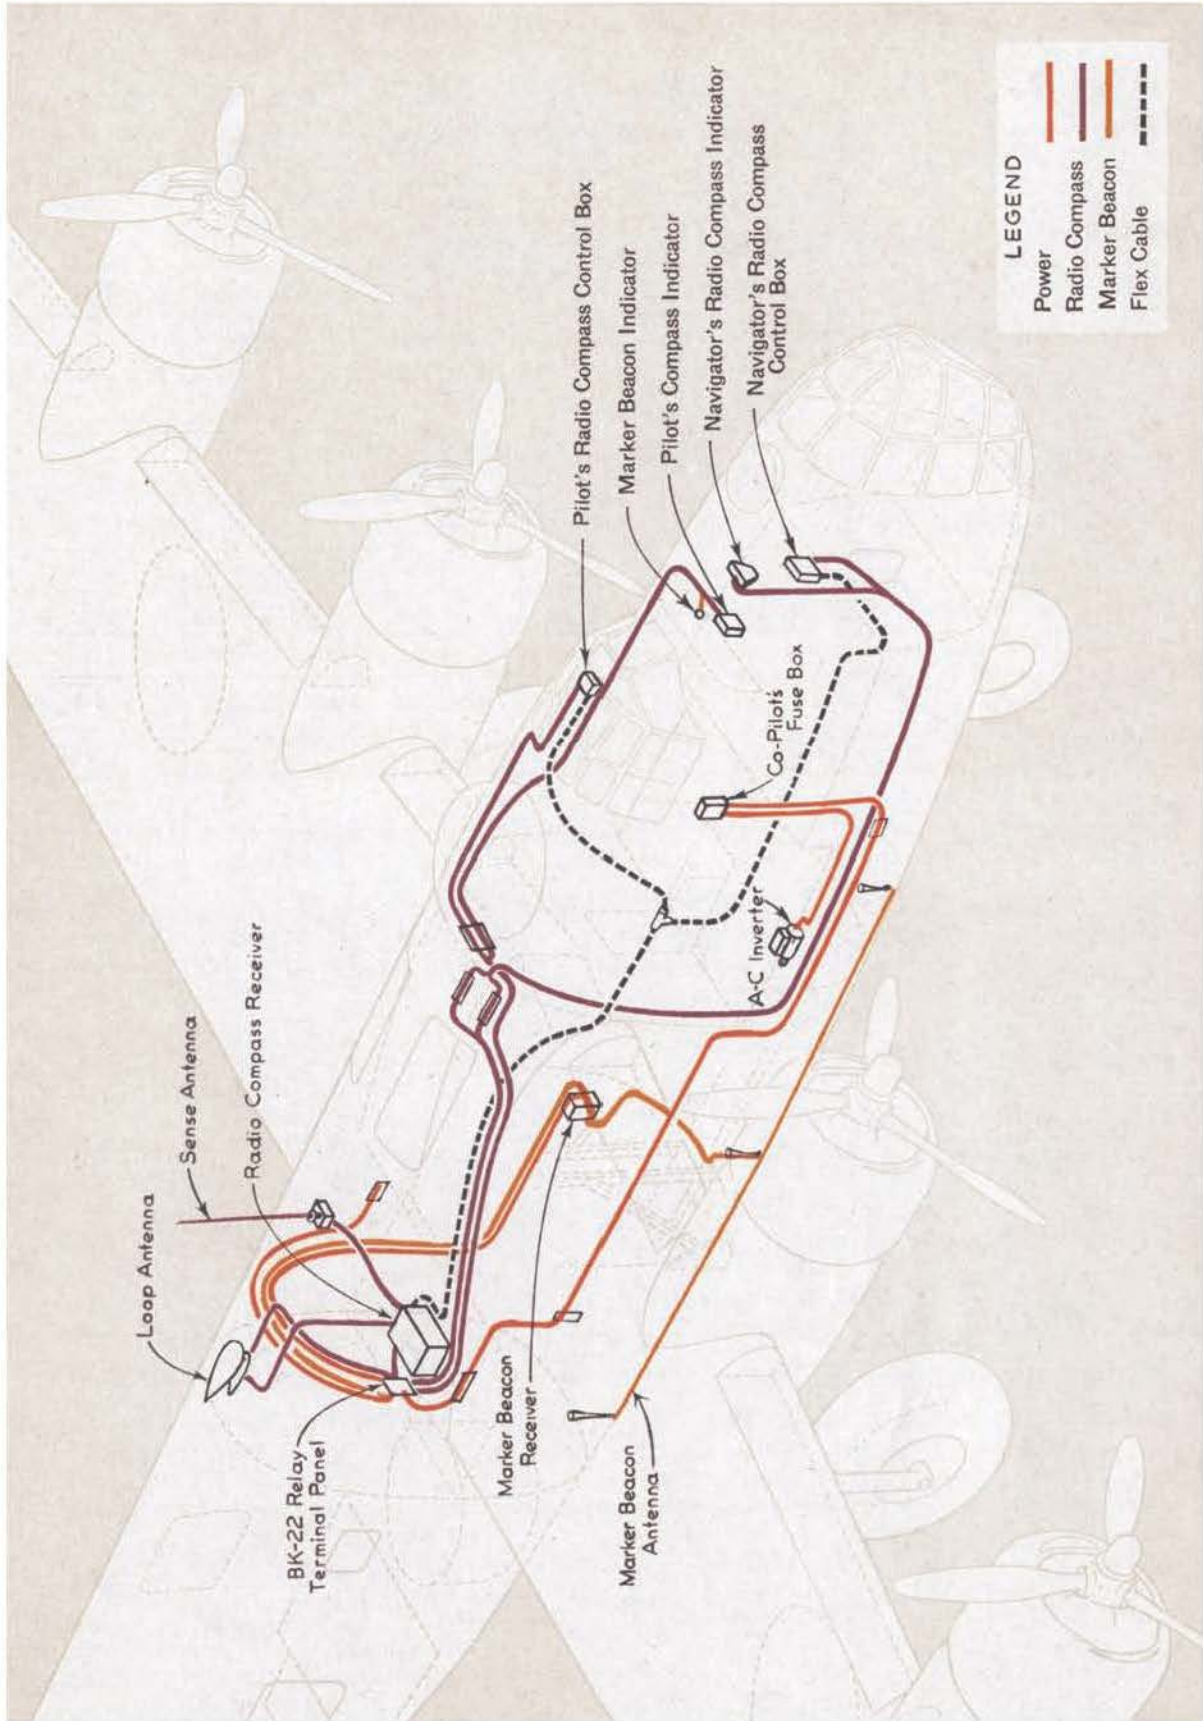 Loop Antenna
Sense Antenna
Radio Compass Receiver
Pilot's Radio Compass Control Box
Marker Beacon Indicator
Pilot's Compass Indicator
Navigator's Radio Compass Indicator
Navigator's Radio Compass
Control Box
BK-22 Relay
Terminal Panel
Marker Beacon
Receiver
Marker Beacon
Antenna
A-C Inverter
Co-Pilot's
Fuse Box
LEGEND
Power
Radio Compass
Marker Beacon
Flex Cable